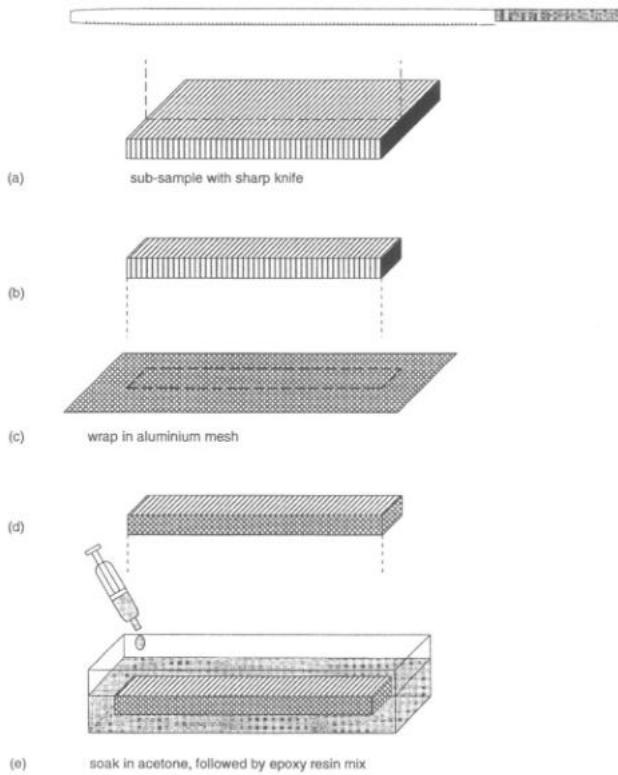 (a) sub-sample with sharp knife
(b)
(c) wrap in aluminium mesh
(d)
(e) soak in acetone, followed by epoxy resin mix